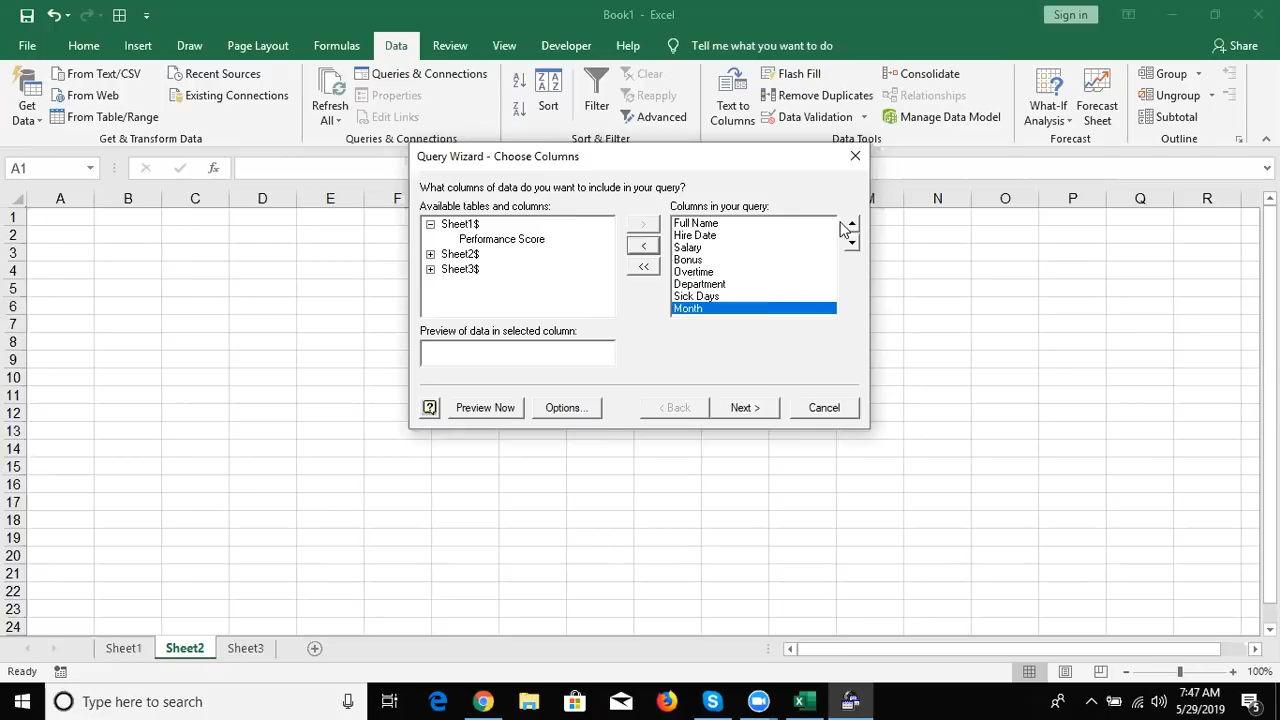 Book1 - Excel
Sign in
File Home Insert Draw Page Layout Formulas Data Review View Developer Help Tell me what you want to do Share
Get Data
From Text/CSV
From Web
From Table/Range
Recent Sources
Existing Connections
Get & Transform Data
Refresh All
Queries & Connections
Properties
Edit Links
Queries & Connections
Sort
Filter
Clear
Reapply
Advanced
Sort & Filter
Text to Columns
Flash Fill
Remove Duplicates
Data Validation
Consolidate
Relationships
Manage Data Model
Data Tools
What-If Analysis
Forecast Sheet
Forecast
Group
Ungroup
Subtotal
Outline
A1
fx
A B C D E F M N O P Q R
1
2
3
4
5
6
7
8
9
10
11
12
13
14
15
16
17
18
19
20
21
22
23
24
Query Wizard - Choose Columns
What columns of data do you want to include in your query?
Available tables and columns:
Sheet1$
Performance Score
Sheet2$
Sheet3$
>
<
<<
Columns in your query:
Full Name
Hire Date
Salary
Bonus
Overtime
Department
Sick Days
Month
Preview of data in selected column:
Preview Now Options... < Back Next > Cancel
Sheet1 Sheet2 Sheet3
Ready
100%
Type here to search
7:47 AM
5/29/2019
5